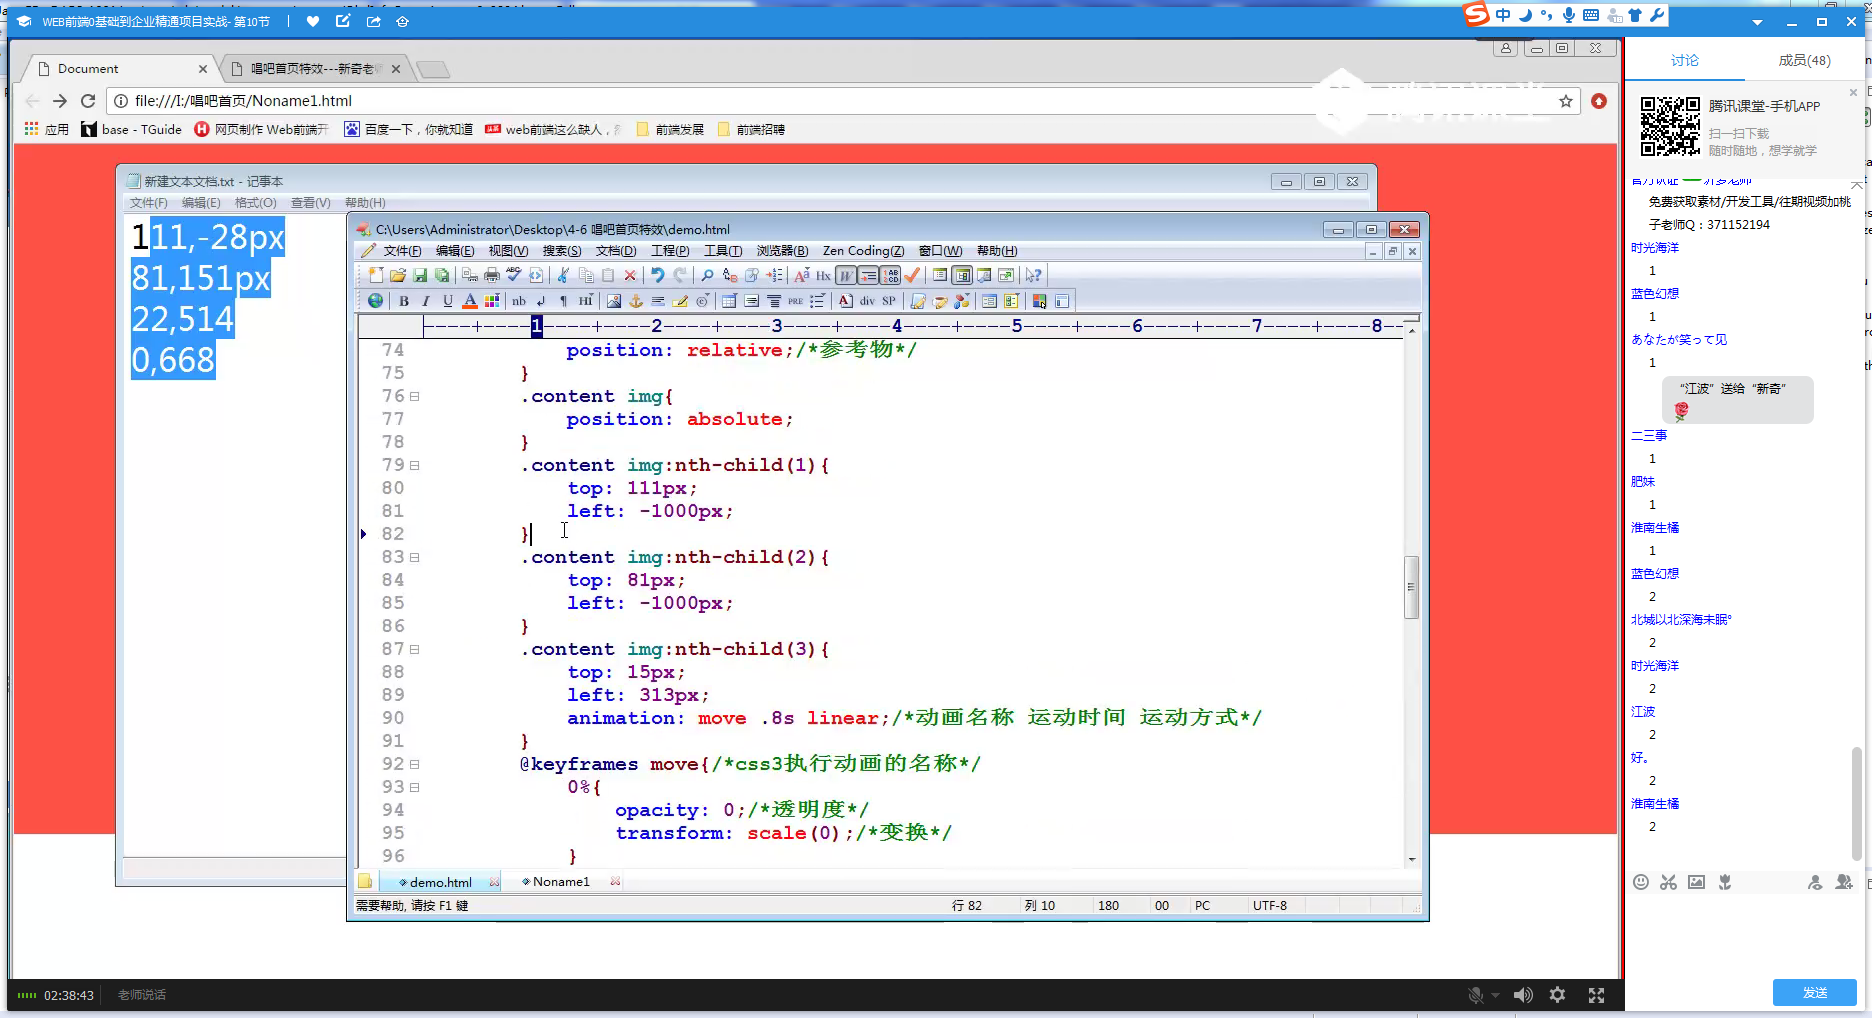 WEB前端0基础到企业精通项目实战- 第10节
中
Document
唱吧首页特效---新奇老师
file:///I:/唱吧首页/Noname1.html
应用
base - TGuide
网页制作 Web前端开
百度一下，你就知道
web前端这么缺人，
前端发展
前端招聘
新建文本文档.txt - 记事本
文件(F) 编辑(E) 格式(O) 查看(V) 帮助(H)
111,-28px
81,151px
22,514
0,668
C:\Users\Administrator\Desktop\4-6 唱吧首页特效\demo.html
文件(F) 编辑(E) 视图(V) 搜索(S) 文档(D) 工程(P) 工具(T) 浏览器(B) Zen Coding(Z) 窗口(W) 帮助(H)
B I U A nb ¶ HI PRE A div SP
----+----1----+----2----+----3----+----4----+----5----+----6----+----7----+----8--
74 position: relative;/*参考物*/
75 }
76 .content img{
77 position: absolute;
78 }
79 .content img:nth-child(1){
80 top: 111px;
81 left: -1000px;
82 }
83 .content img:nth-child(2){
84 top: 81px;
85 left: -1000px;
86 }
87 .content img:nth-child(3){
88 top: 15px;
89 left: 313px;
90 animation: move .8s linear;/*动画名称 运动时间 运动方式*/
91 }
92 @keyframes move{/*css3执行动画的名称*/
93 0%{
94 opacity: 0;/*透明度*/
95 transform: scale(0);/*变换*/
96 }
demo.html
Noname1
需要帮助, 请按 F1 键
行 82 列 10 180 00 PC UTF-8
02:38:43 老师说话
讨论
成员(48)
腾讯课堂-手机APP
扫一扫下载
随时随地，想学就学
免费获取素材/开发工具/往期视频加桃
子老师Q：371152194
时光海洋
1
蓝色幻想
1
あなたが笑って见
1
“江波”送给“新奇”
二三事
1
肥妹
1
淮南生橘
1
蓝色幻想
2
北城以北深海未眠°
2
时光海洋
2
江波
2
好。
2
淮南生橘
2
发送